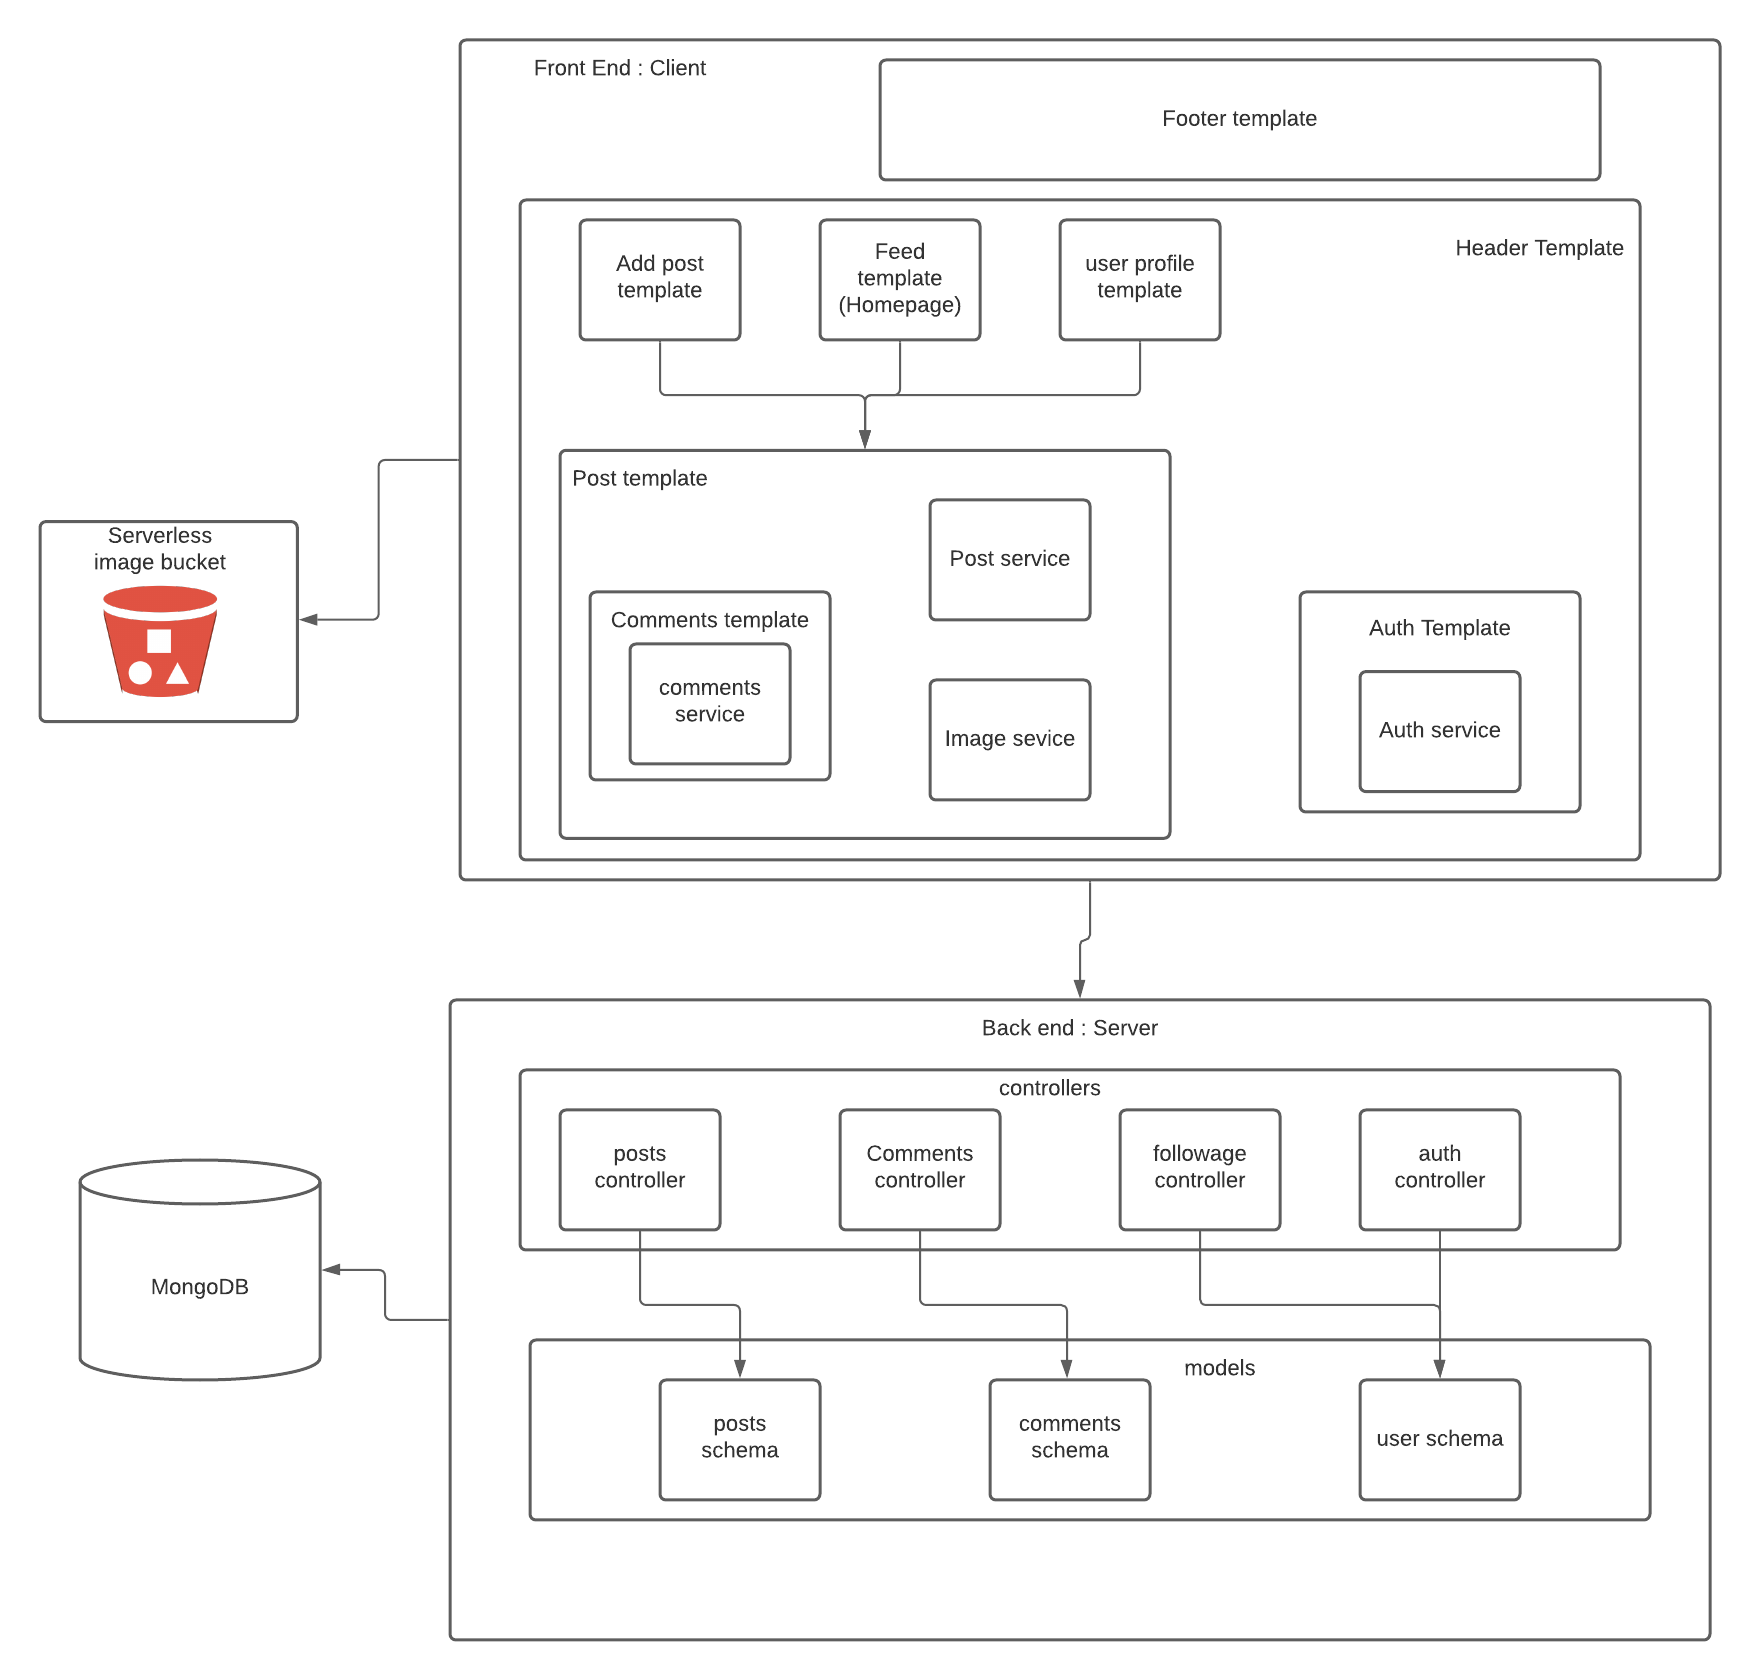 Front End : Client
Footer template
Header Template
Add post
template
Feed
template
(Homepage)
user profile
template
Post template
Post service
Serverless
image bucket
Comments template
comments
service
Image sevice
Auth Template
Auth service
Back end : Server
controllers
posts
controller
Comments
controller
followage
controller
auth
controller
MongoDB
models
posts
schema
comments
schema
user schema